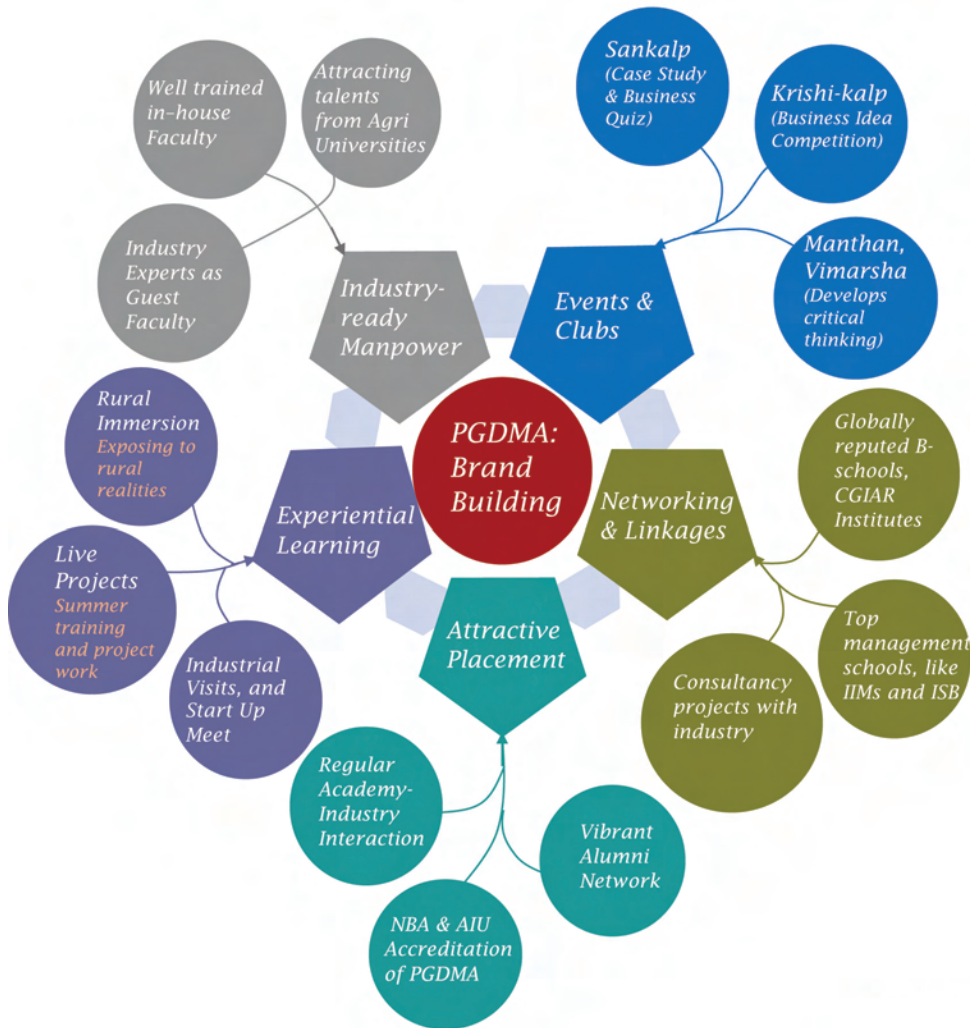 PGDMA:
Brand
Building
Industry-
ready
Manpower
Well trained
in-house
Faculty
Attracting
talents
from Agri
Universities
Industry
Experts as
Guest
Faculty
Events &
Clubs
Sankalp
(Case Study
& Business
Quiz)
Krishi-kalp
(Business Idea
Competition)
Manthan,
Vimarsha
(Develops
critical
thinking)
Networking
& Linkages
Globally
reputed B-
schools,
CGIAR
Institutes
Top
management
schools, like
IIMs and ISB
Consultancy
projects with
industry
Attractive
Placement
Vibrant
Alumni
Network
NBA & AIU
Accreditation
of PGDMA
Regular
Academy-
Industry
Interaction
Experiential
Learning
Rural
Immersion
Exposing to
rural
realities
Live
Projects
Summer
training
and project
work
Industrial
Visits, and
Start Up
Meet